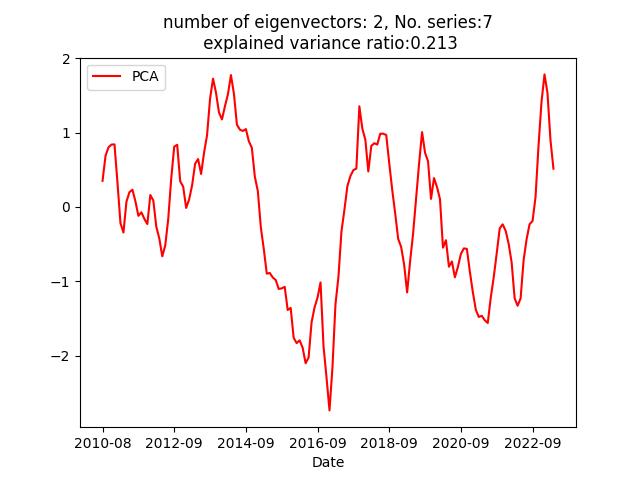 number of eigenvectors: 2, No. series:7
explained variance ratio:0.213
PCA
2
1
0
−1
−2
2010-08 2012-09 2014-09 2016-09 2018-09 2020-09 2022-09
Date